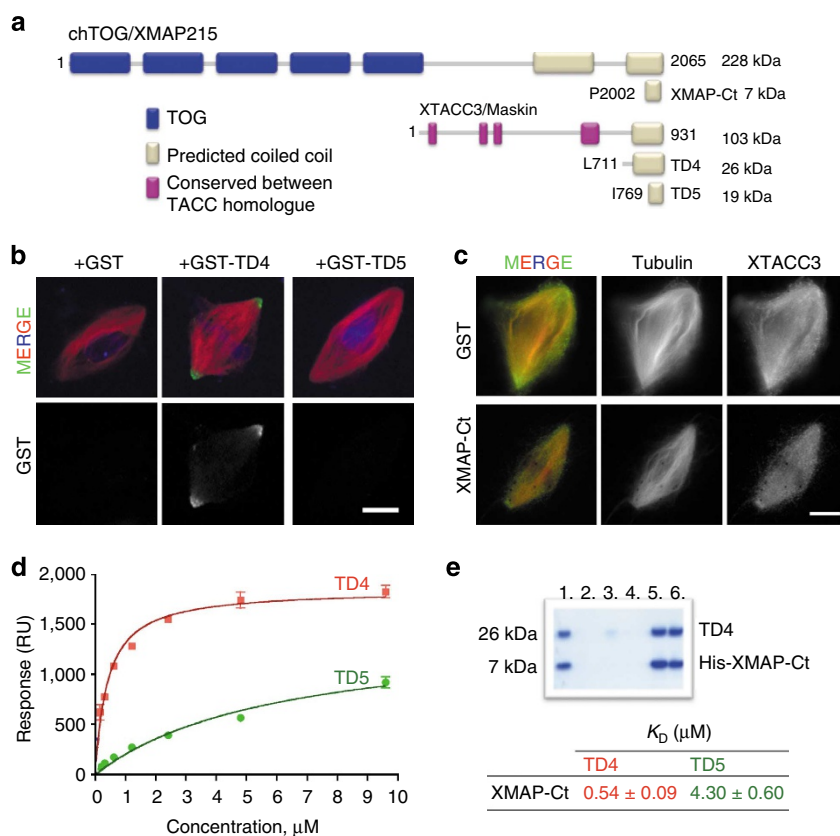 a
chTOG/XMAP215
1
2065 228 kDa
P2002 XMAP-Ct 7 kDa
XTACC3/Maskin
1
931 103 kDa
L711 TD4 26 kDa
I769 TD5 19 kDa
TOG
Predicted coiled coil
Conserved between
TACC homologue
b
+GST +GST-TD4 +GST-TD5
MERGE
GST
c
MERGE Tubulin XTACC3
GST
XMAP-Ct
d
Response (RU)
2,000
1,500
1,000
500
0
TD4
TD5
0 1 2 3 4 5 6 7 8 9 10
Concentration, μM
e
1. 2. 3. 4. 5. 6.
26 kDa TD4
7 kDa His-XMAP-Ct
KD (μM)
TD4 TD5
XMAP-Ct 0.54 ± 0.09 4.30 ± 0.60